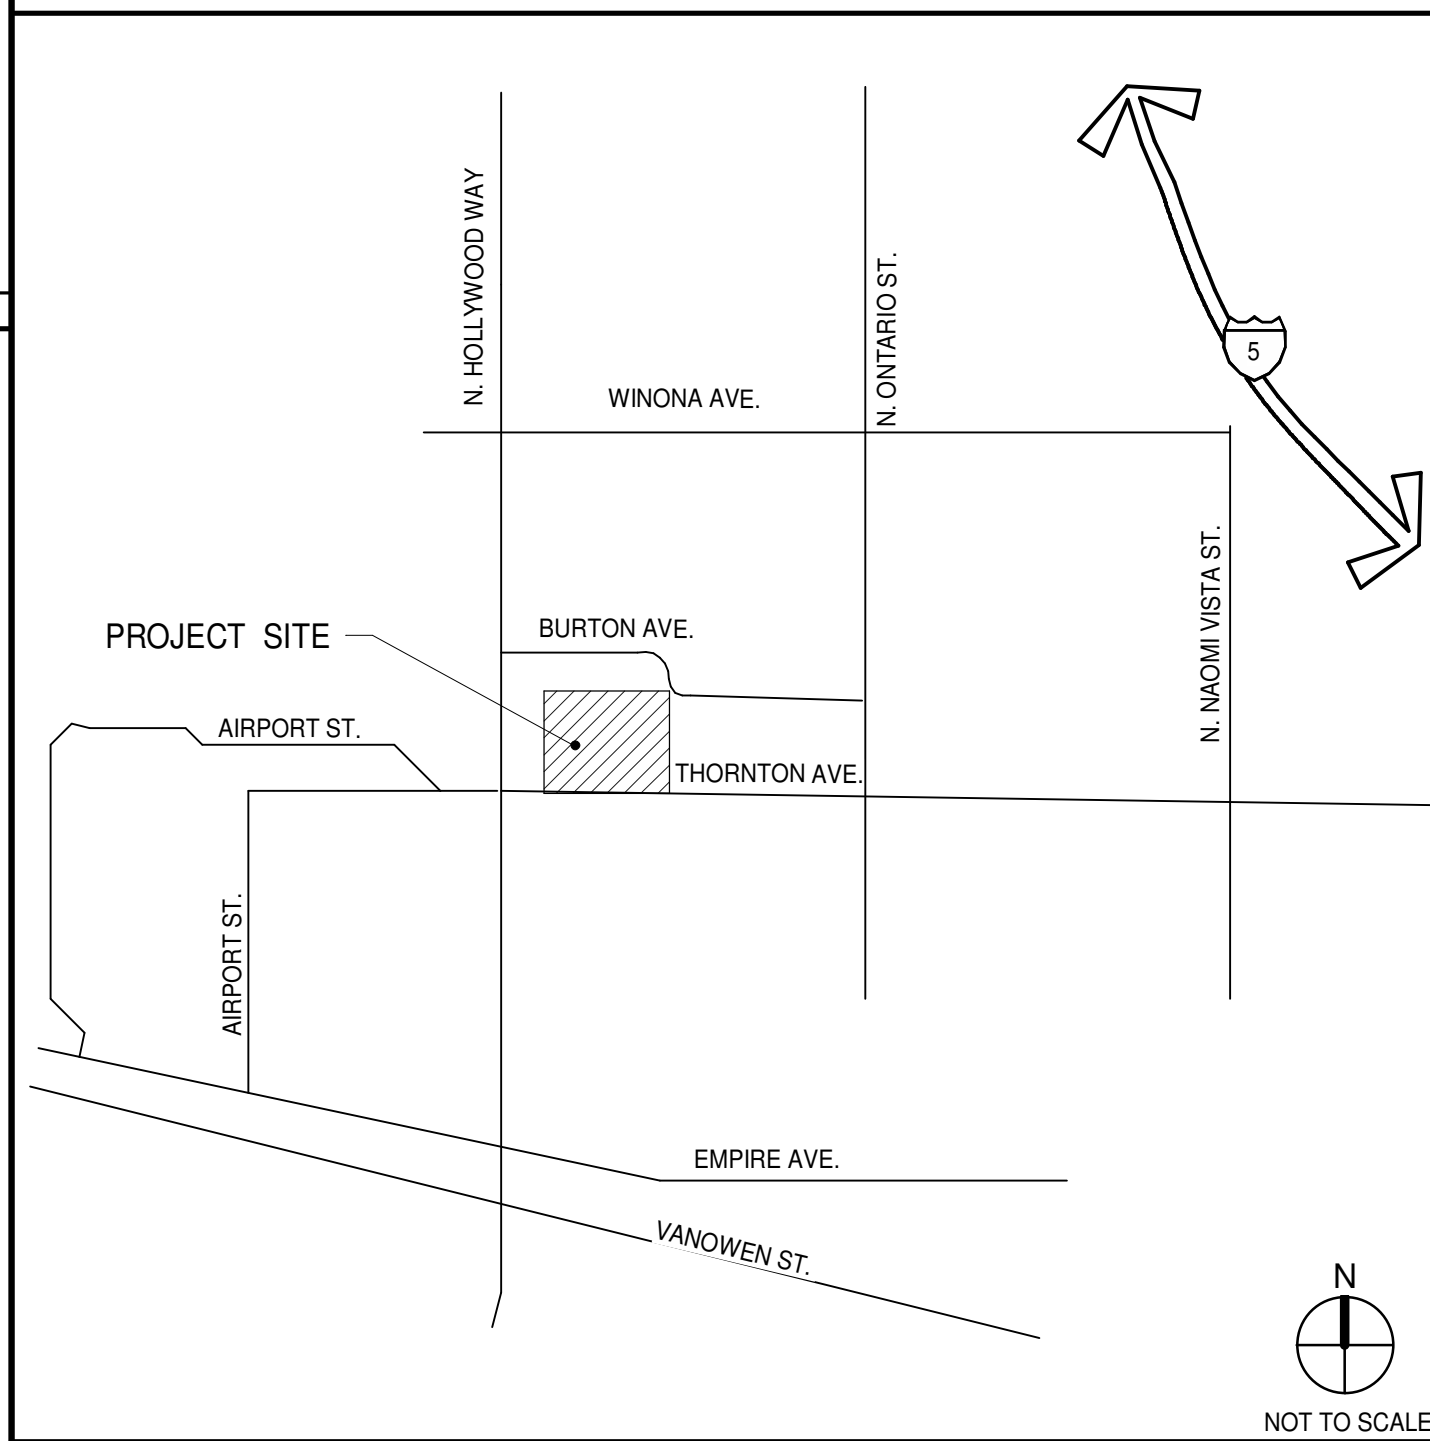 N. HOLLYWOOD WAY
N. ONTARIO ST.
5
WINONA AVE.
N. NAOMI VISTA ST.
BURTON AVE.
PROJECT SITE
AIRPORT ST.
THORNTON AVE.
AIRPORT ST.
EMPIRE AVE.
VANOWEN ST.
N
NOT TO SCALE